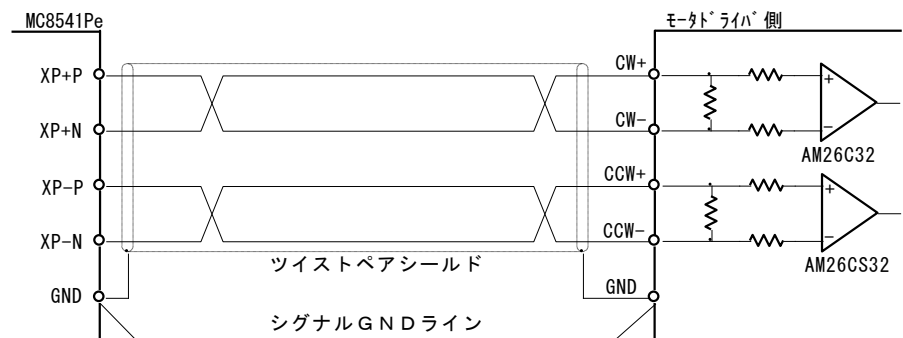 MC8541Pe
モータドライバ側
XP+P
CW+
XP+N
CW-
AM26C32
XP-P
CCW+
XP-N
CCW-
AM26CS32
ツイストペアシールド
GND
GND
シグナルGNDライン